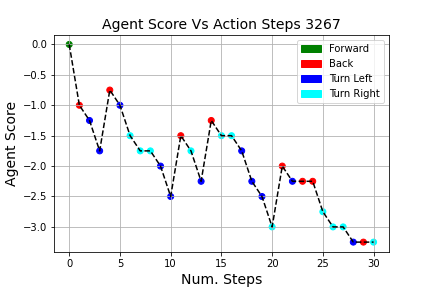 Agent Score Vs Action Steps 3267
Forward
Back
Turn Left
Turn Right
Agent Score
0.0
−0.5
−1.0
−1.5
−2.0
−2.5
−3.0
0 5 10 15 20 25 30
Num. Steps